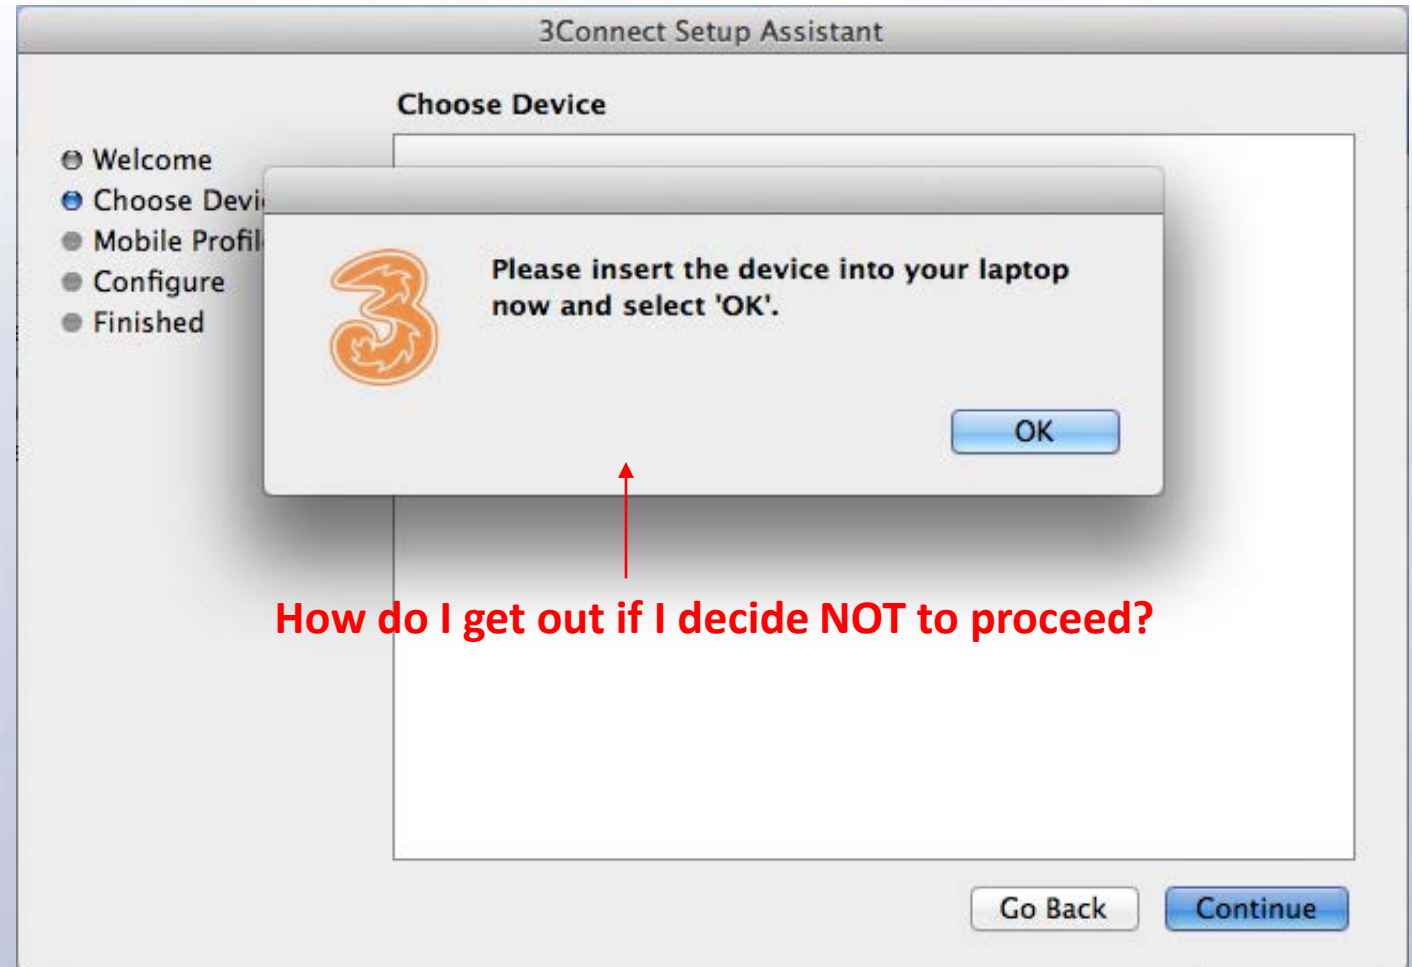 3Connect Setup Assistant
Choose Device
Welcome
Choose Devi
Mobile Profil
Configure
Finished
3
Please insert the device into your laptop
now and select 'OK'.
OK
How do I get out if I decide NOT to proceed?
Go Back
Continue